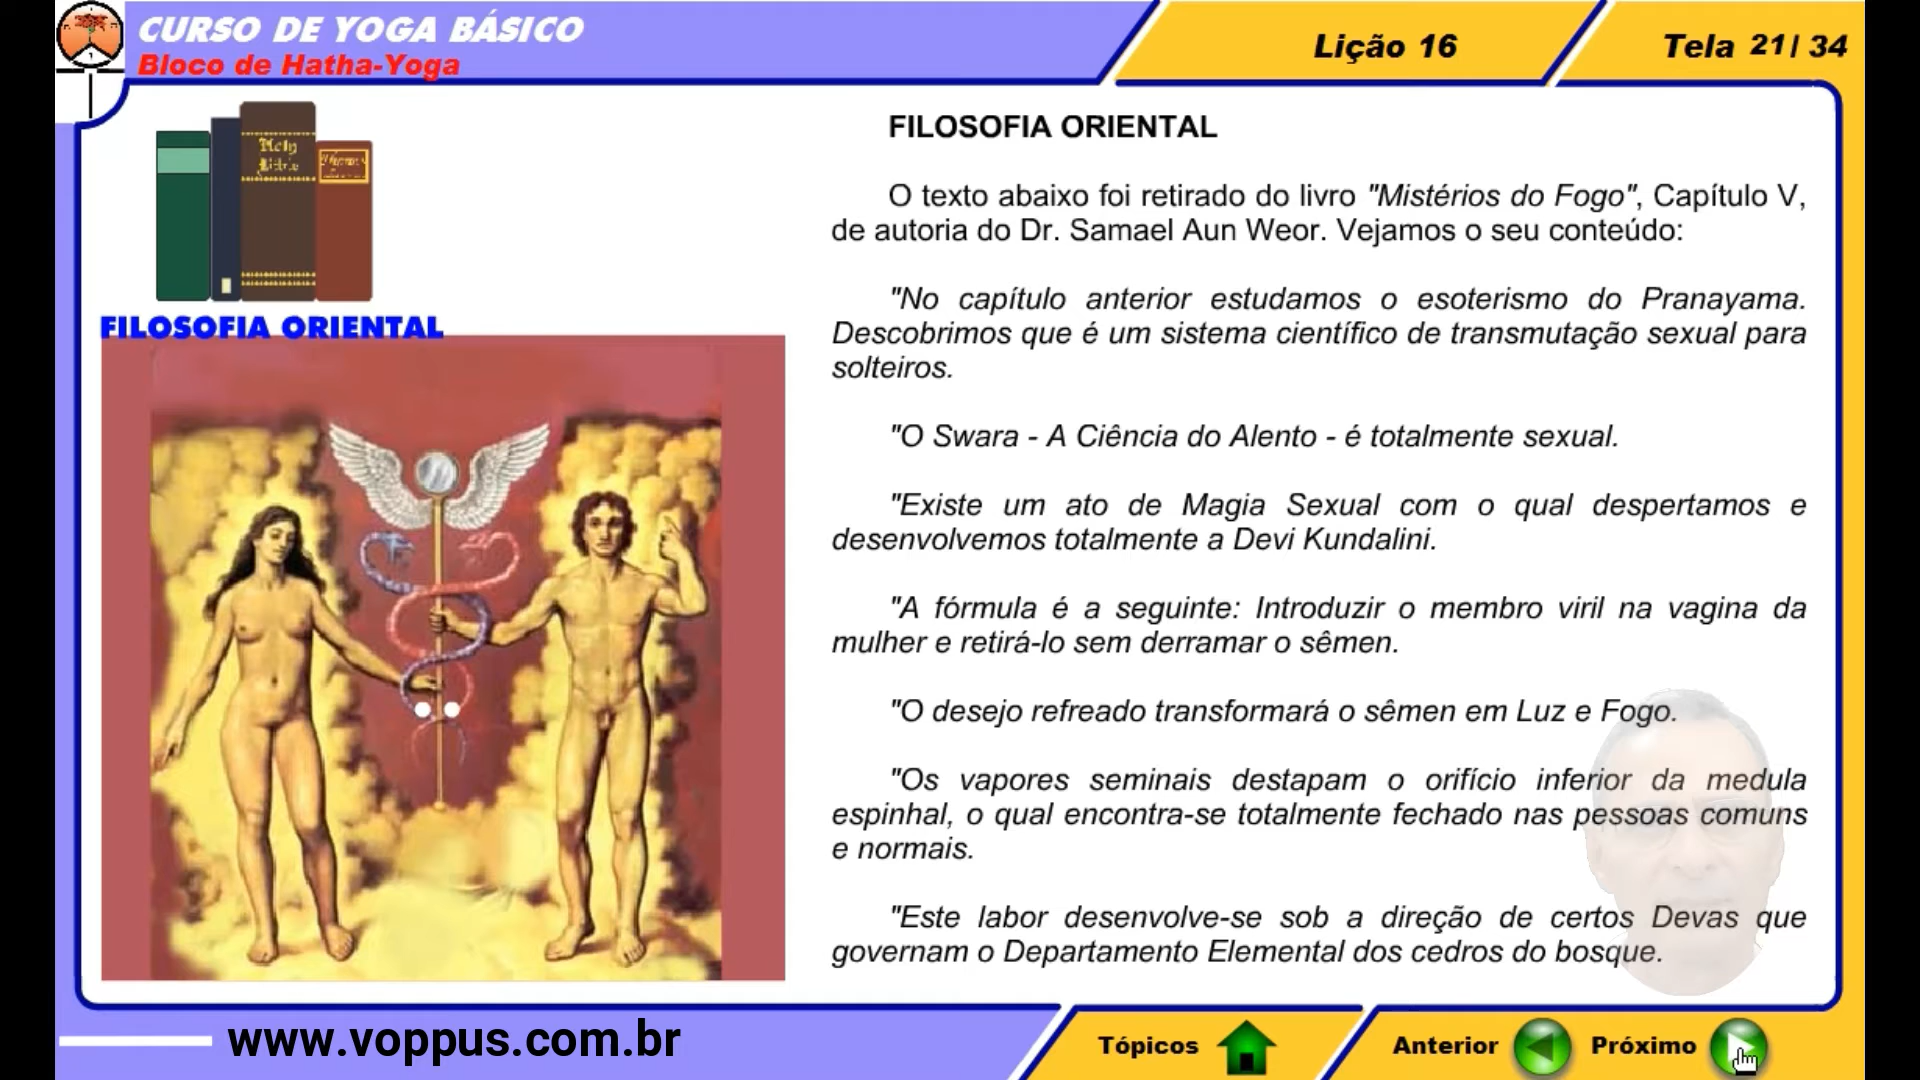 CURSO DE YOGA BÁSICO
Bloco de Hatha-Yoga
Lição 16
Tela 21 / 34
Holy
Bible
FILOSOFIA ORIENTAL
FILOSOFIA ORIENTAL
O texto abaixo foi retirado do livro "Mistérios do Fogo", Capítulo V,
de autoria do Dr. Samael Aun Weor. Vejamos o seu conteúdo:
"No capítulo anterior estudamos o esoterismo do Pranayama.
Descobrimos que é um sistema científico de transmutação sexual para
solteiros.
"O Swara - A Ciência do Alento - é totalmente sexual.
"Existe um ato de Magia Sexual com o qual despertamos e
desenvolvemos totalmente a Devi Kundalini.
"A fórmula é a seguinte: Introduzir o membro viril na vagina da
mulher e retirá-lo sem derramar o sêmen.
"O desejo refreado transformará o sêmen em Luz e Fogo.
"Os vapores seminais destapam o orifício inferior da medula
espinhal, o qual encontra-se totalmente fechado nas pessoas comuns
e normais.
"Este labor desenvolve-se sob a direção de certos Devas que
governam o Departamento Elemental dos cedros do bosque.
www.voppus.com.br
Tópicos
Anterior
Próximo